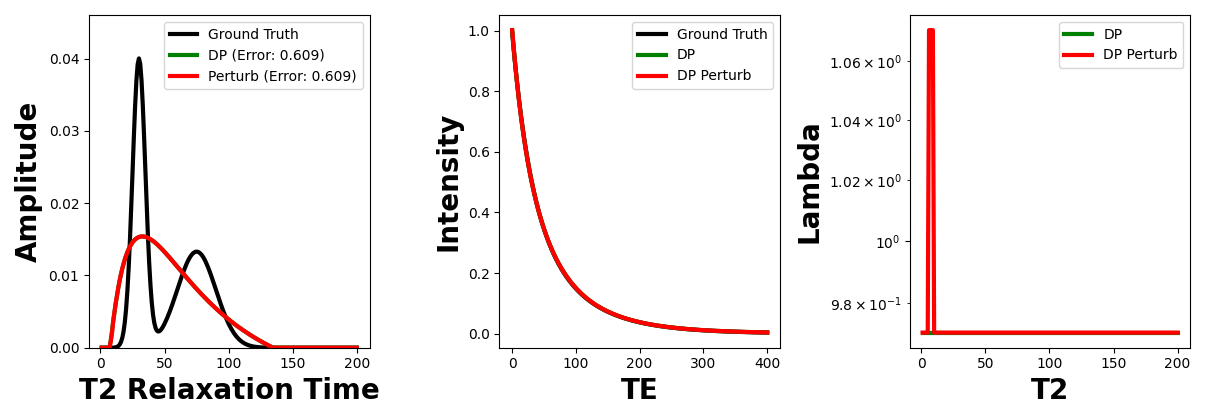 Amplitude
0.04
0.03
0.02
0.01
0.00
Ground Truth
DP (Error: 0.609)
Perturb (Error: 0.609)
0 50 100 150 200
T2 Relaxation Time
Intensity
1.0
0.8
0.6
0.4
0.2
0.0
Ground Truth
DP
DP Perturb
0 100 200 300 400
TE
Lambda
1.06 × 10⁰
1.04 × 10⁰
1.02 × 10⁰
10⁰
9.8 × 10⁻¹
DP
DP Perturb
0 50 100 150 200
T2